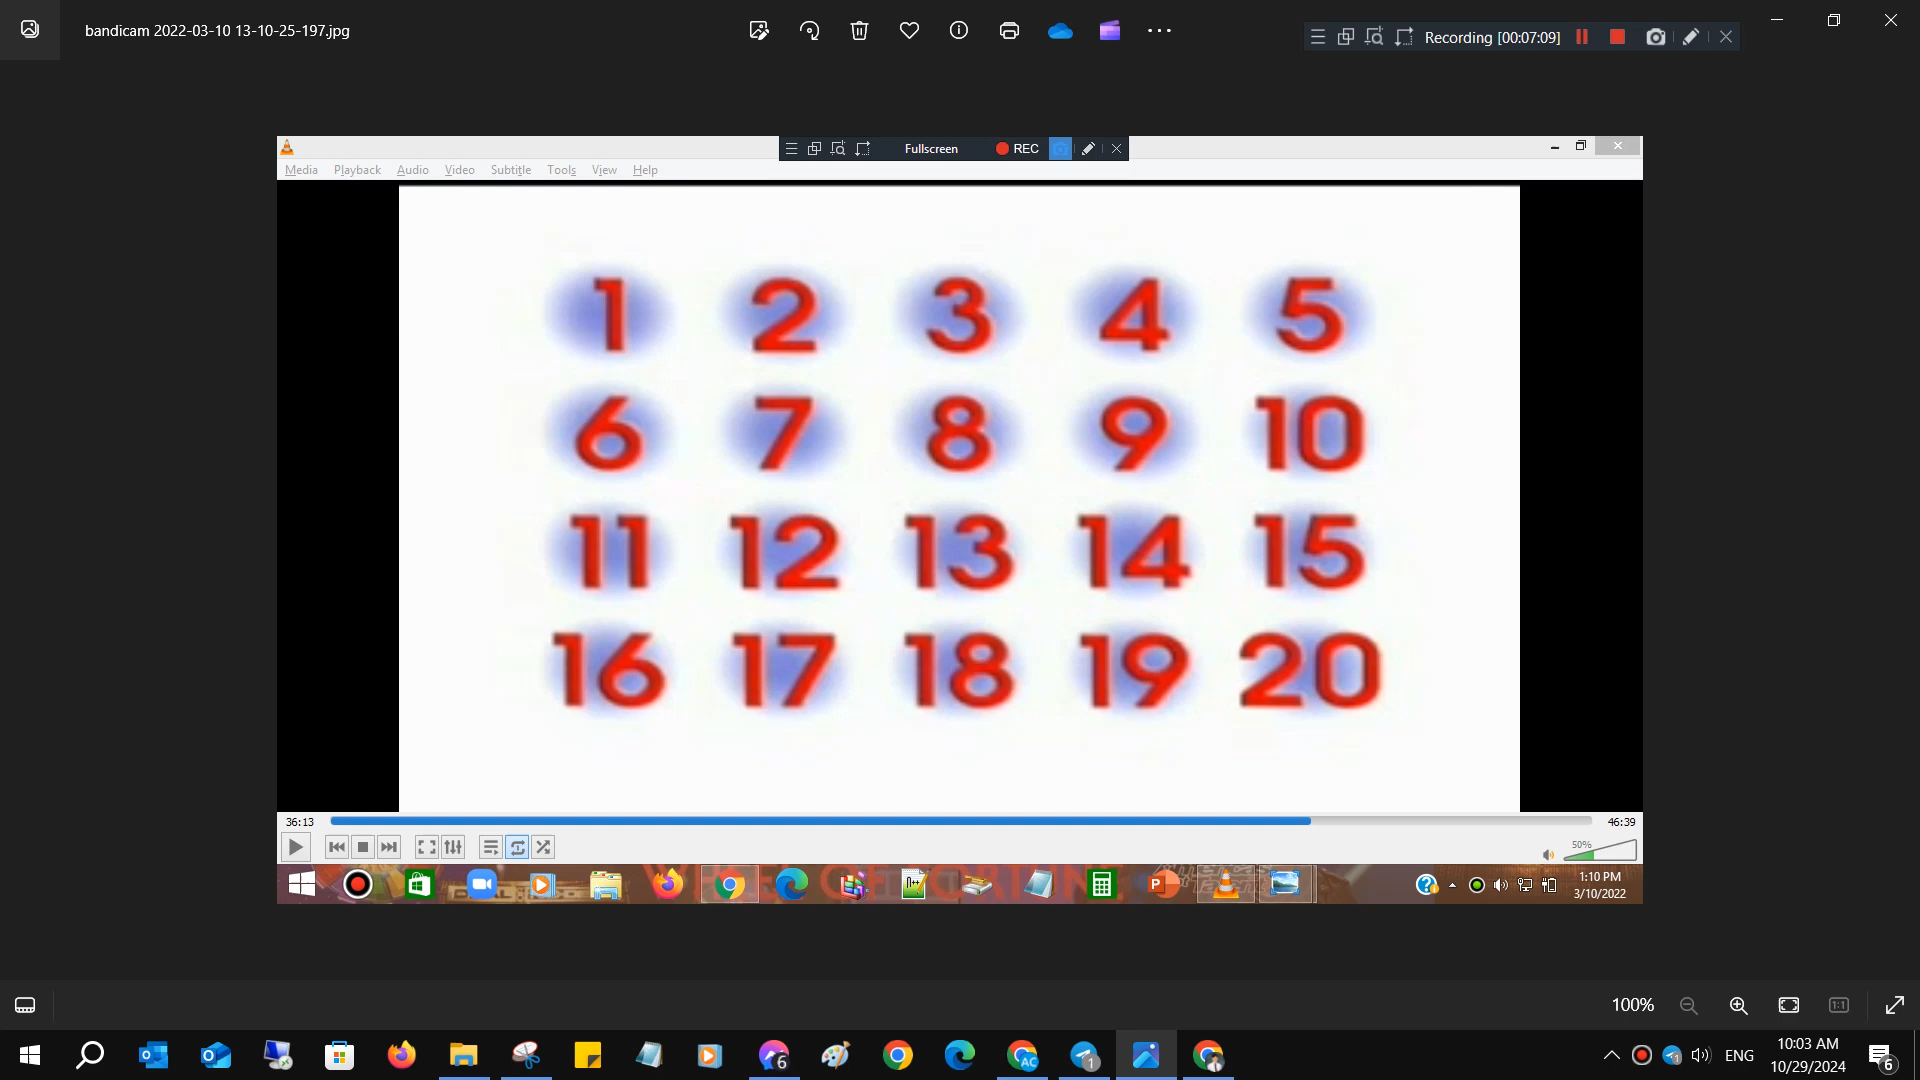 bandicam 2022-03-10 13-10-25-197.jpg
Recording [00:07:09]
Fullscreen REC
Media Playback Audio Video Subtitle Tools View Help
1 2 3 4 5
6 7 8 9 10
11 12 13 14 15
16 17 18 19 20
36:13 46:39
50%
1:10 PM
3/10/2022
100% 1:1
ENG
10:03 AM
10/29/2024
6